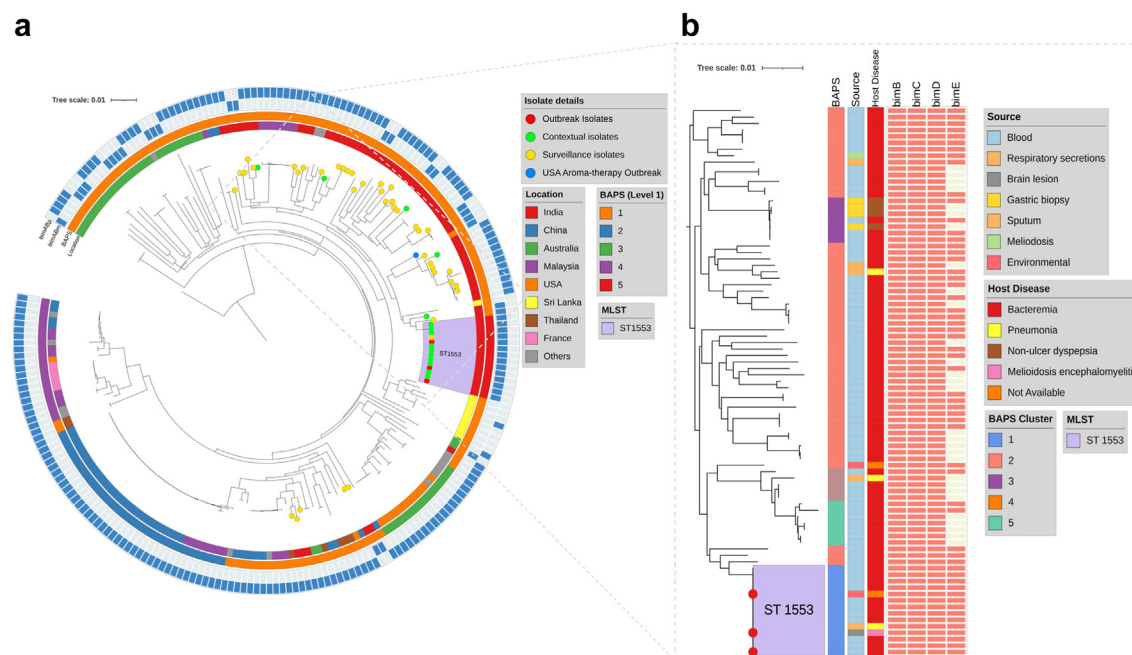 a
Tree scale: 0.01
bimABp
bimABm
BAPS
Location
ST1553
Isolate details
Outbreak Isolates
Contextual isolates
Surveillance isolates
USA Aroma-therapy Outbreak
Location
India
China
Australia
Malaysia
USA
Sri Lanka
Thailand
France
Others
BAPS (Level 1)
1
2
3
4
5
MLST
ST1553
b
Tree scale: 0.01
BAPS
Source
Host Disease
bimB
bimC
bimD
bimE
ST 1553
Source
Blood
Respiratory secretions
Brain lesion
Gastric biopsy
Sputum
Meliodosis
Environmental
Host Disease
Bacteremia
Pneumonia
Non-ulcer dyspepsia
Melioidosis encephalomyeliti
Not Available
BAPS Cluster
1
2
3
4
5
MLST
ST 1553